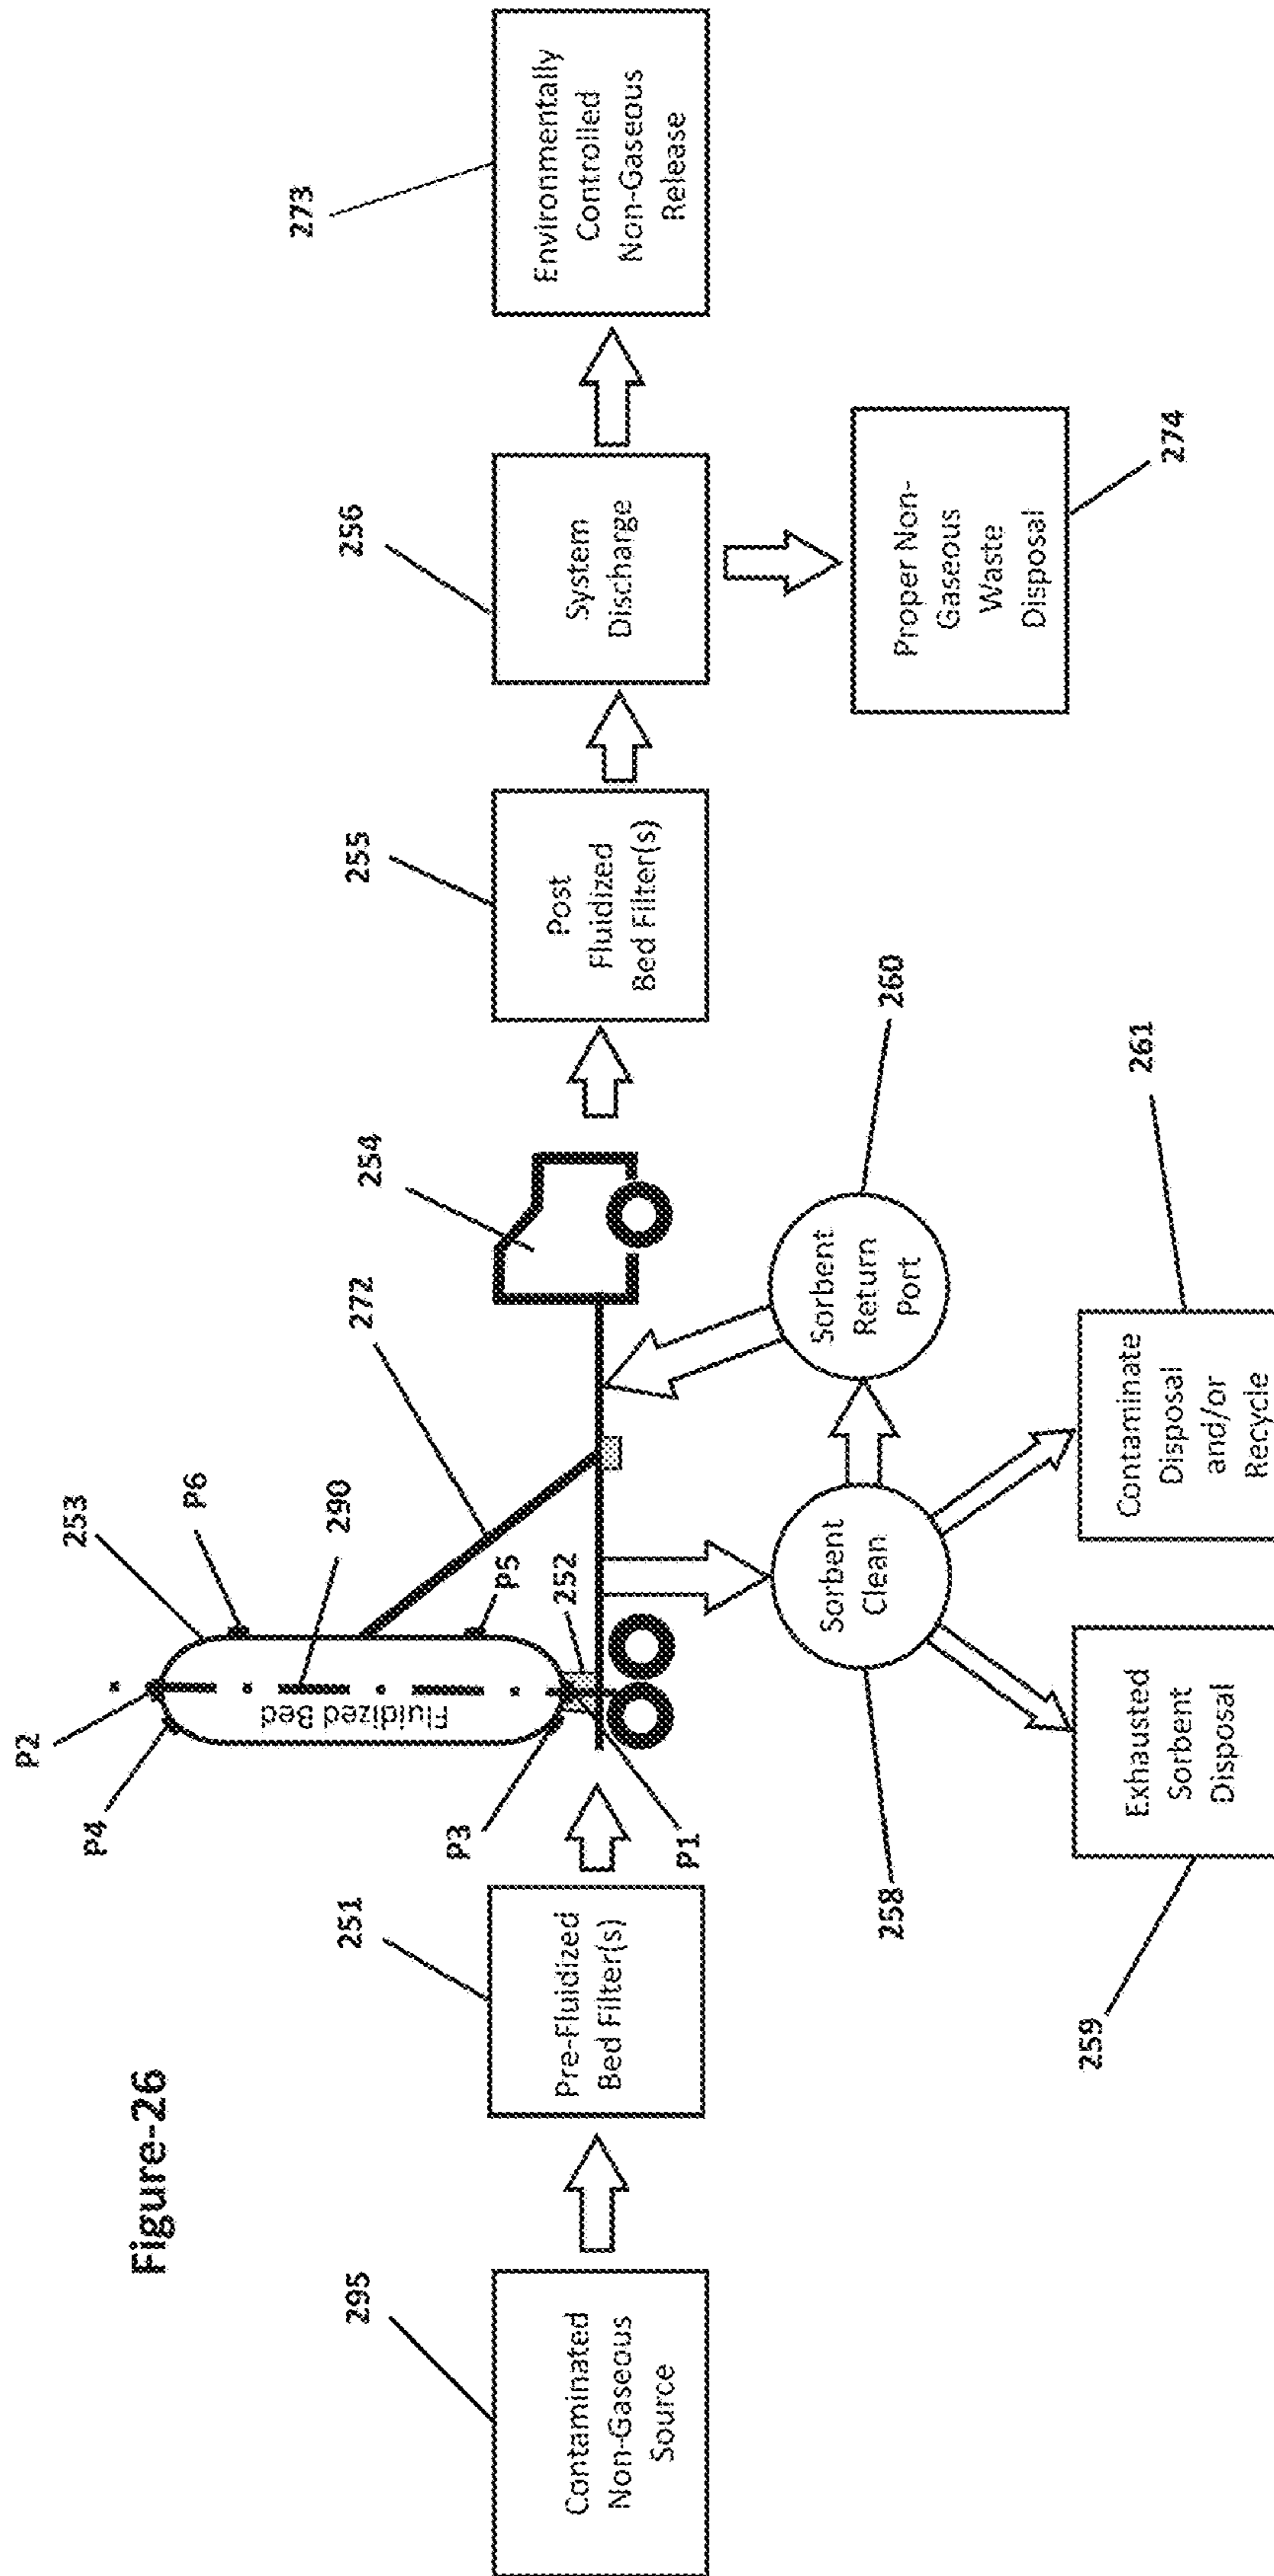 Figure-26
295
Contaminated
Non-Gaseous
Source
251
Pre-Fluidized
Bed Filter(s)
P2
P4
P3
P1
253
P6
290
P5
252
Fluidized Bed
272
254
255
Post
Fluidized
Bed Filter(s)
256
System
Discharge
273
Environmentally
Controlled
Non-Gaseous
Release
Proper Non-
Gaseous
Waste
Disposal
274
258
Sorbent
Clean
260
Sorbent
Return
Port
259
Exhausted
Sorbent
Disposal
261
Contaminate
Disposal
and/or
Recycle